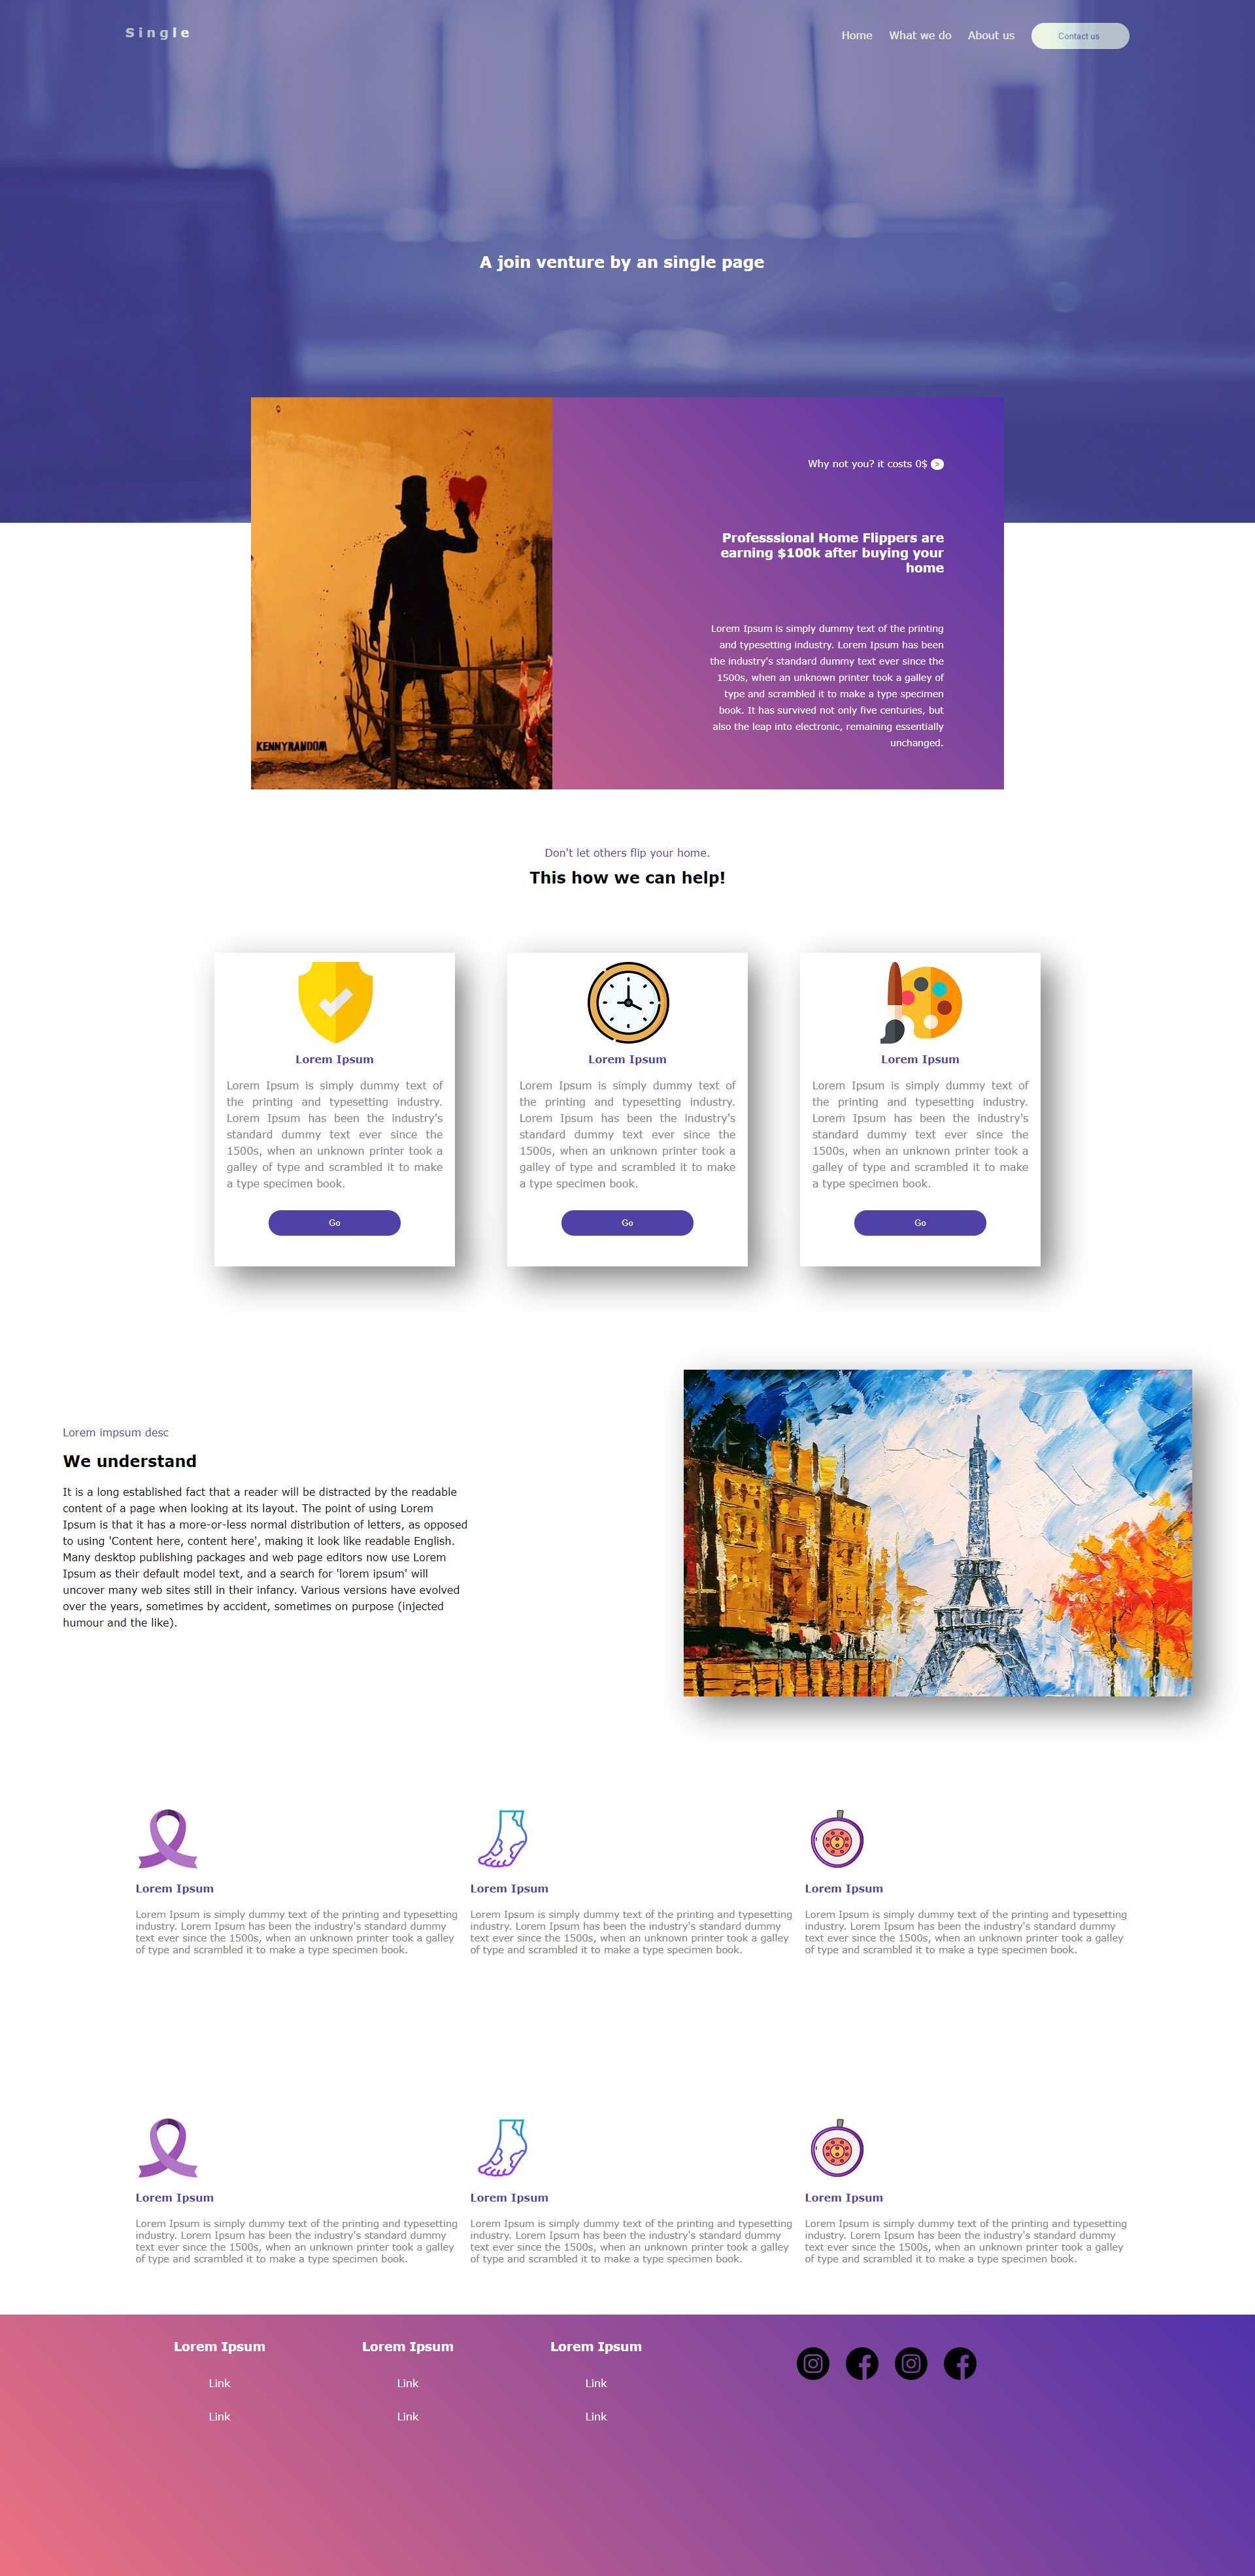 Single
Home What we do About us Contact us
A join venture by an single page
Why not you? it costs 0$ >
Professsional Home Flippers are
earning $100k after buying your
home
Lorem Ipsum is simply dummy text of the printing
and typesetting industry. Lorem Ipsum has been
the industry's standard dummy text ever since the
1500s, when an unknown printer took a galley of
type and scrambled it to make a type specimen
book. It has survived not only five centuries, but
also the leap into electronic, remaining essentially
unchanged.
KENNYRANDOM
Don't let others flip your home.
This how we can help!
Lorem Ipsum
Lorem Ipsum is simply dummy text of
the printing and typesetting industry.
Lorem Ipsum has been the industry's
standard dummy text ever since the
1500s, when an unknown printer took a
galley of type and scrambled it to make
a type specimen book.
Go
Lorem Ipsum
Lorem Ipsum is simply dummy text of
the printing and typesetting industry.
Lorem Ipsum has been the industry's
standard dummy text ever since the
1500s, when an unknown printer took a
galley of type and scrambled it to make
a type specimen book.
Go
Lorem Ipsum
Lorem Ipsum is simply dummy text of
the printing and typesetting industry.
Lorem Ipsum has been the industry's
standard dummy text ever since the
1500s, when an unknown printer took a
galley of type and scrambled it to make
a type specimen book.
Go
Lorem impsum desc
We understand
It is a long established fact that a reader will be distracted by the readable
content of a page when looking at its layout. The point of using Lorem
Ipsum is that it has a more-or-less normal distribution of letters, as opposed
to using 'Content here, content here', making it look like readable English.
Many desktop publishing packages and web page editors now use Lorem
Ipsum as their default model text, and a search for 'lorem ipsum' will
uncover many web sites still in their infancy. Various versions have evolved
over the years, sometimes by accident, sometimes on purpose (injected
humour and the like).
Lorem Ipsum
Lorem Ipsum is simply dummy text of the printing and typesetting
industry. Lorem Ipsum has been the industry's standard dummy
text ever since the 1500s, when an unknown printer took a galley
of type and scrambled it to make a type specimen book.
Lorem Ipsum
Lorem Ipsum is simply dummy text of the printing and typesetting
industry. Lorem Ipsum has been the industry's standard dummy
text ever since the 1500s, when an unknown printer took a galley
of type and scrambled it to make a type specimen book.
Lorem Ipsum
Lorem Ipsum is simply dummy text of the printing and typesetting
industry. Lorem Ipsum has been the industry's standard dummy
text ever since the 1500s, when an unknown printer took a galley
of type and scrambled it to make a type specimen book.
Lorem Ipsum
Lorem Ipsum is simply dummy text of the printing and typesetting
industry. Lorem Ipsum has been the industry's standard dummy
text ever since the 1500s, when an unknown printer took a galley
of type and scrambled it to make a type specimen book.
Lorem Ipsum
Lorem Ipsum is simply dummy text of the printing and typesetting
industry. Lorem Ipsum has been the industry's standard dummy
text ever since the 1500s, when an unknown printer took a galley
of type and scrambled it to make a type specimen book.
Lorem Ipsum
Lorem Ipsum is simply dummy text of the printing and typesetting
industry. Lorem Ipsum has been the industry's standard dummy
text ever since the 1500s, when an unknown printer took a galley
of type and scrambled it to make a type specimen book.
Lorem Ipsum
Link
Link
Lorem Ipsum
Link
Link
Lorem Ipsum
Link
Link